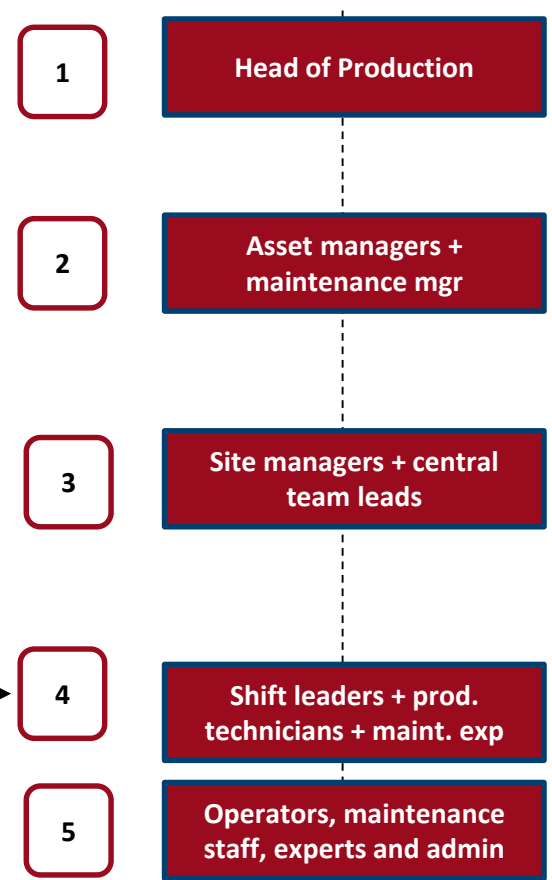 1
Head of Production
2
Asset managers +
maintenance mgr
3
Site managers + central
team leads
4
Shift leaders + prod.
technicians + maint. exp
5
Operators, maintenance
staff, experts and admin